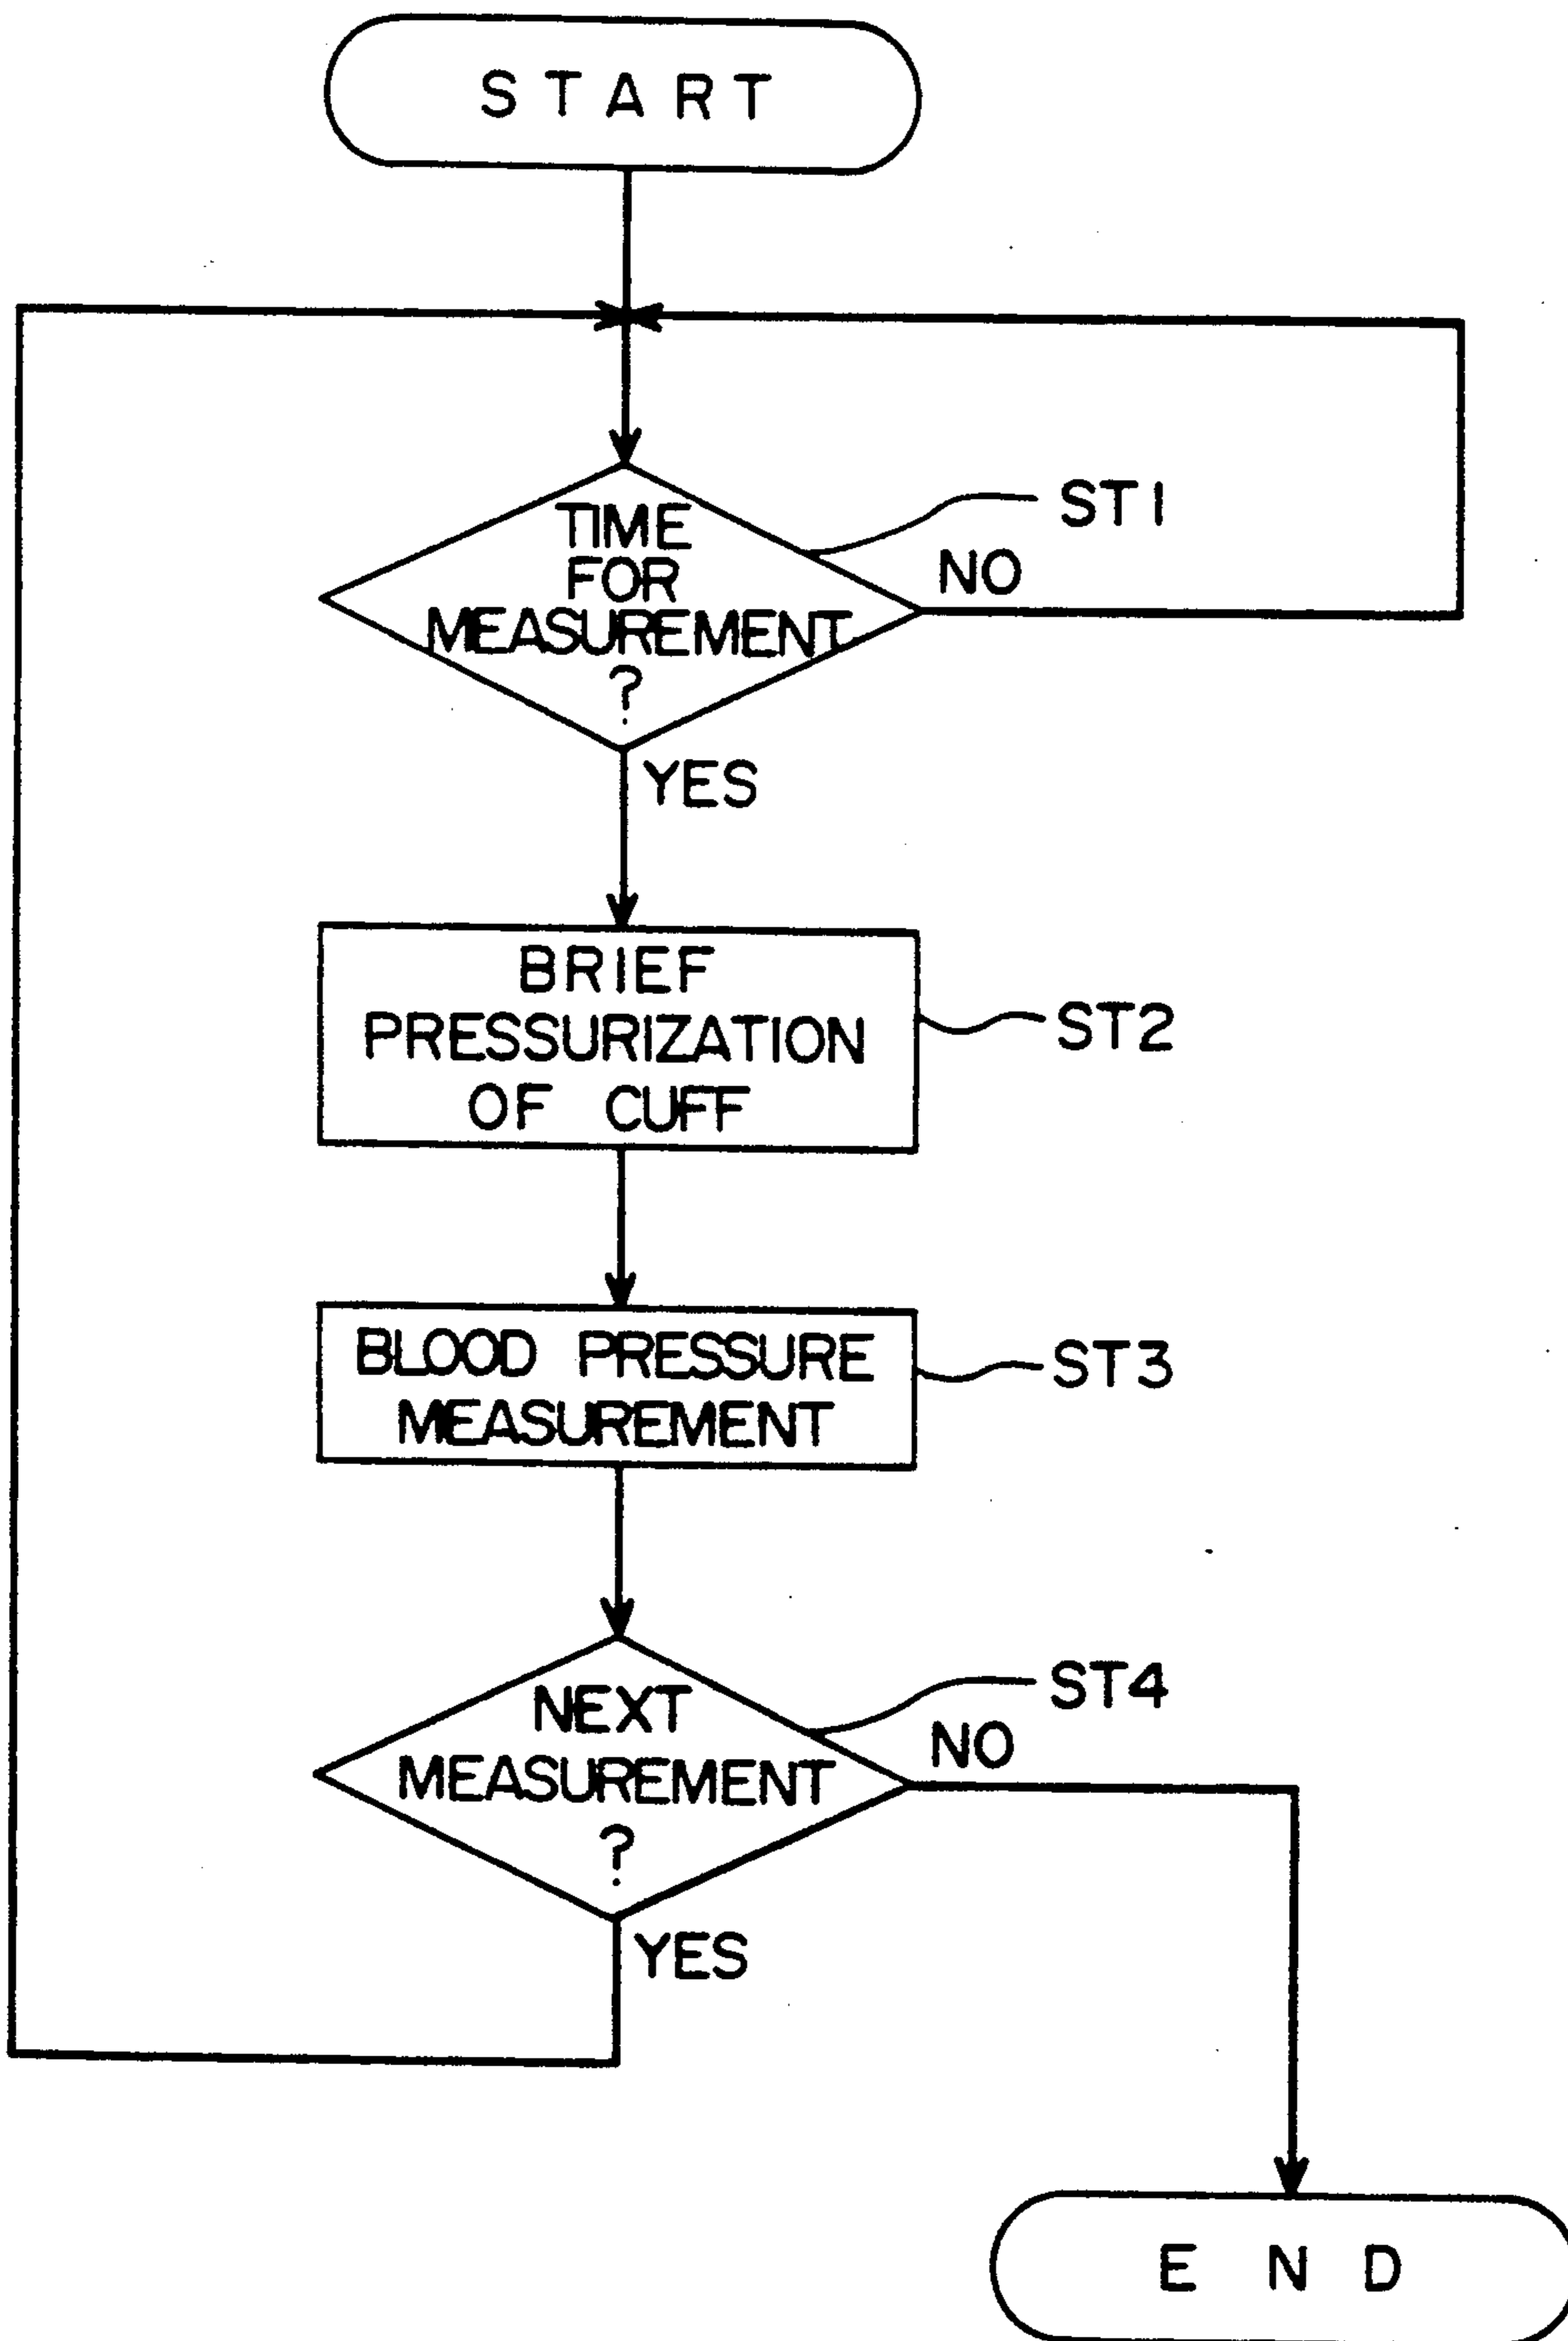 START
TIME
FOR
MEASUREMENT
?
ST1
NO
YES
BRIEF
PRESSURIZATION
OF CUFF
ST2
BLOOD PRESSURE
MEASUREMENT
ST3
NEXT
MEASUREMENT
?
ST4
NO
YES
END